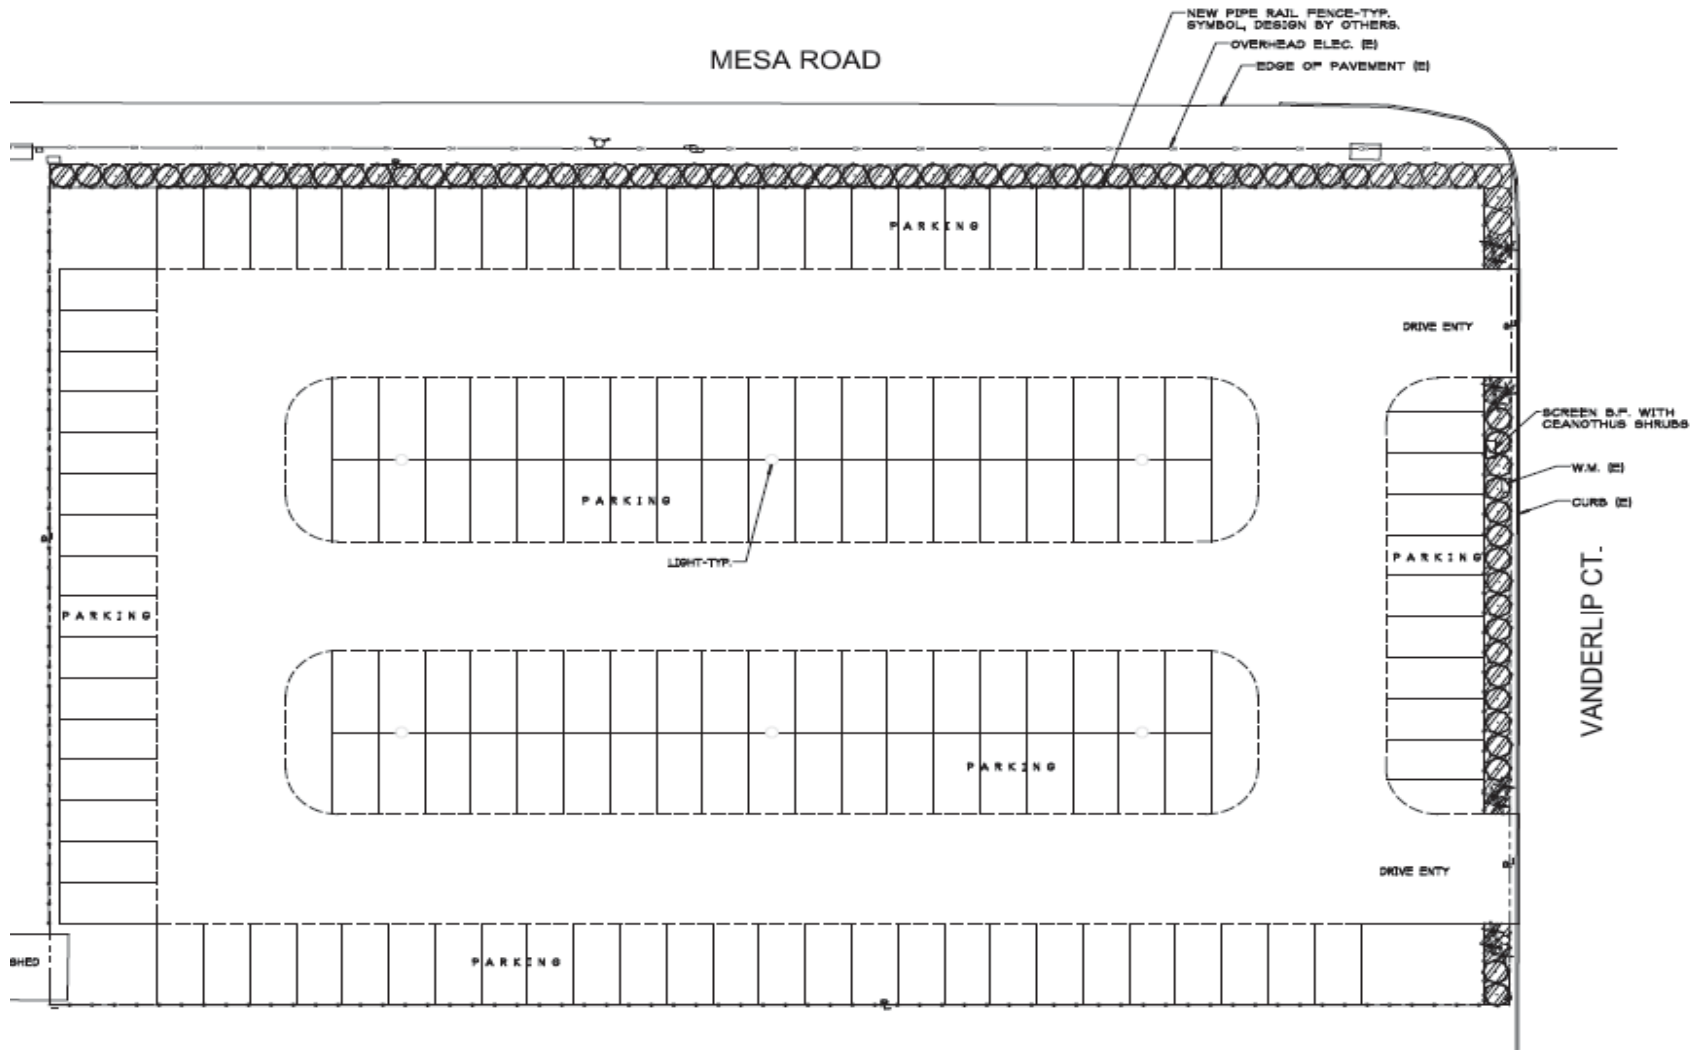 NEW PIPE RAIL FENCE-TYP.
SYMBOL, DESIGN BY OTHERS.
OVERHEAD ELEC. (E)
MESA ROAD
EDGE OF PAVEMENT (E)
PARKING
DRIVE ENTY
SCREEN B.F. WITH
CEANOTHUS SHRUBS
W.M. (E)
PARKING
CURB (E)
LIGHT-TYP.
PARKING
PARKING
VANDERLIP CT.
PARKING
DRIVE ENTY
SHED
PARKING